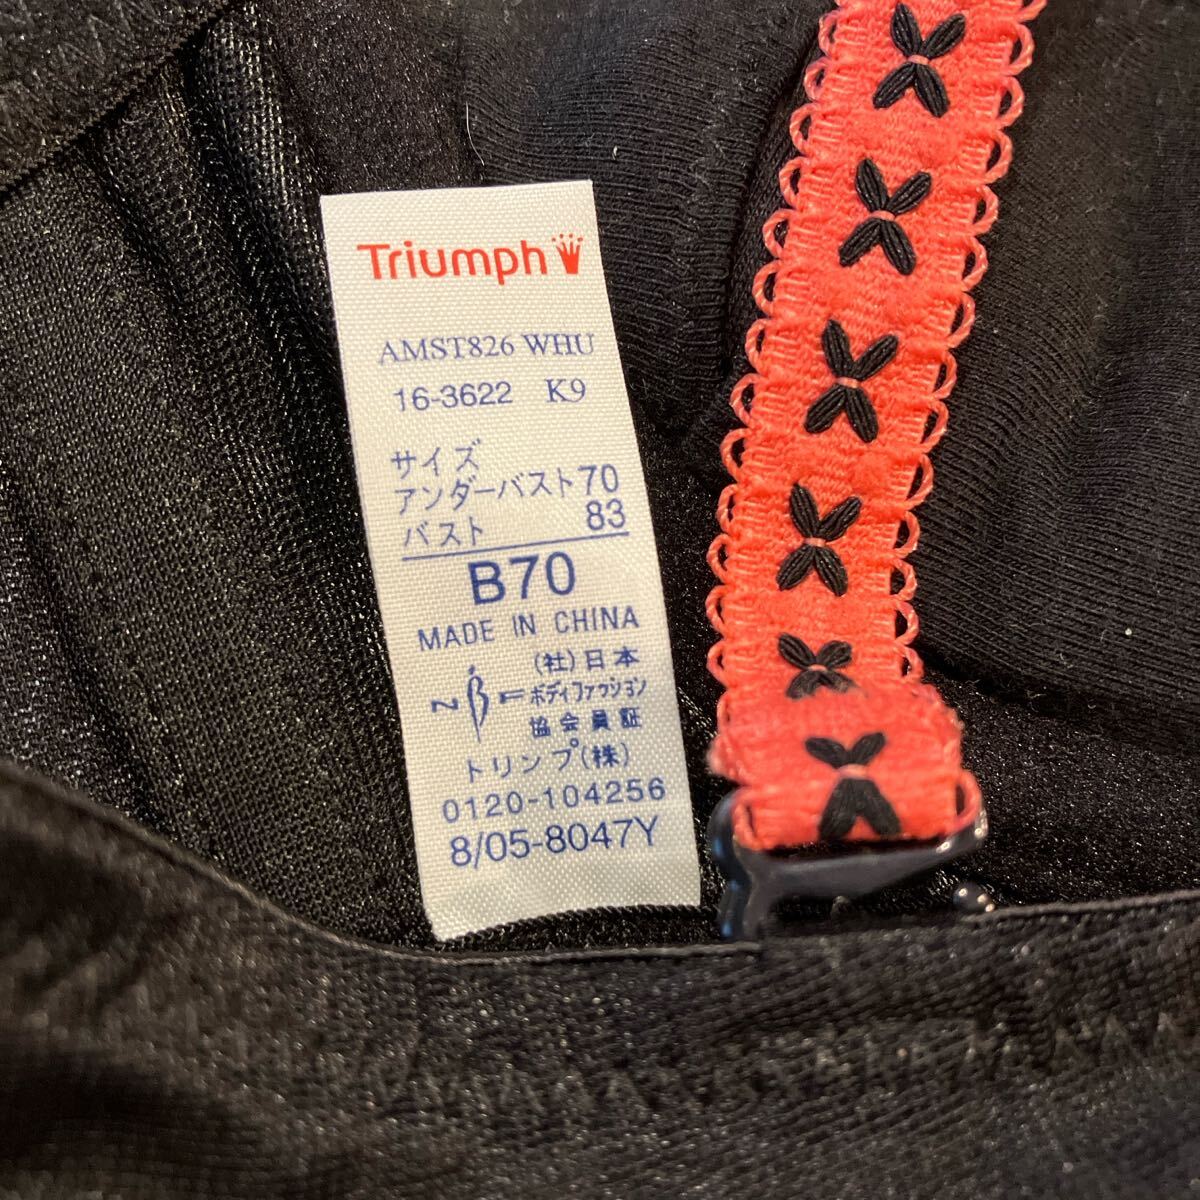 Triumph
AMST826 WHU
16-3622 K9
サイズ
アンダーバスト70
バスト 83
B70
MADE IN CHINA
(社)日本
NBF ボディファッション
協会員証
トリンプ(株)
0120-104256
8/05-8047Y